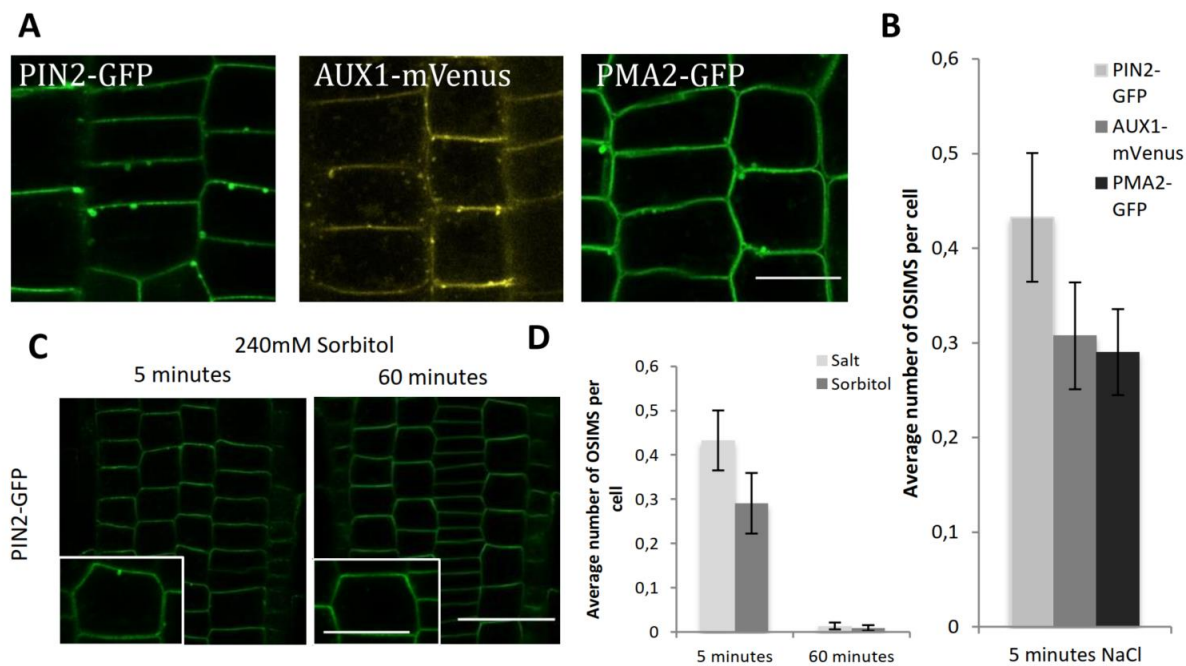 A
PIN2-GFP
AUX1-mVenus
PMA2-GFP
B
Average number of OSIMS per cell
0,6
0,5
0,4
0,3
0,2
0,1
0
PIN2-
GFP
AUX1-
mVenus
PMA2-
GFP
5 minutes NaCl
C
240mM Sorbitol
5 minutes
60 minutes
PIN2-GFP
D
Average number of OSIMS per
cell
0,6
0,5
0,4
0,3
0,2
0,1
0
Salt
Sorbitol
5 minutes
60 minutes